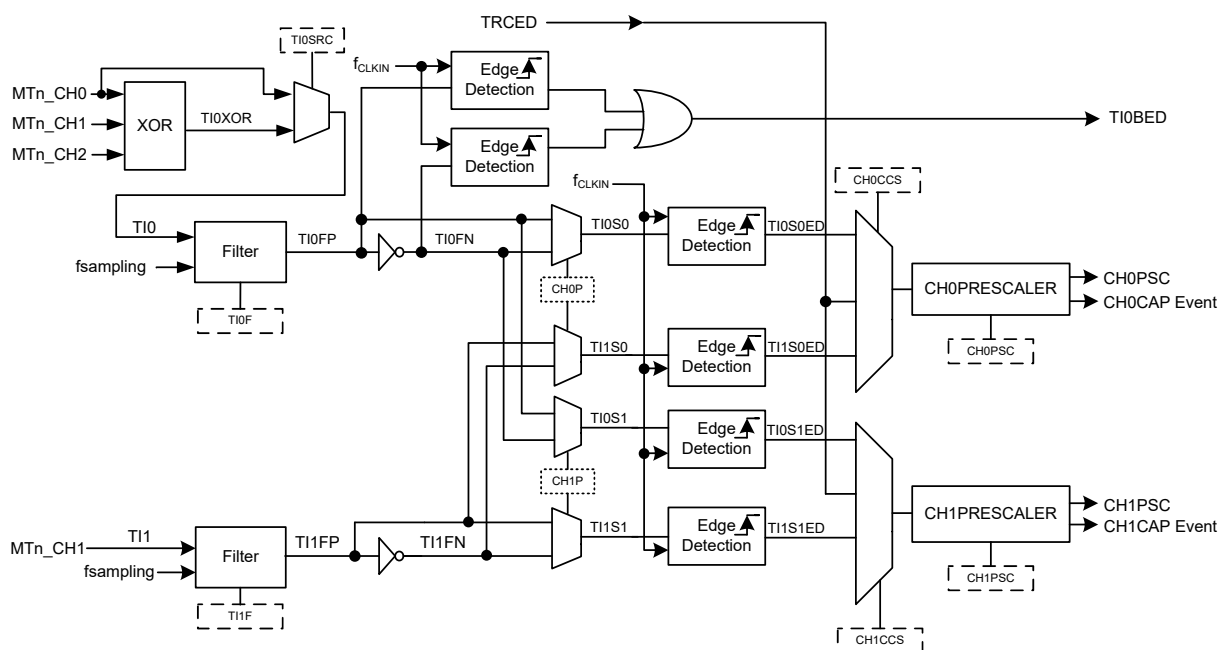 TRCED
TI0SRC
fCLKIN
Edge
Detection
MTn_CH0
MTn_CH1
MTn_CH2
XOR
TI0XOR
TI0BED
Edge
Detection
fCLKIN
CH0CCS
TI0
fsampling
Filter
TI0FP
TI0FN
TI0F
TI0S0
Edge
Detection
TI0S0ED
CH0P
CH0PRESCALER
CH0PSC
CH0CAP Event
CH0PSC
TI1S0
Edge
Detection
TI1S0ED
TI0S1
Edge
Detection
TI0S1ED
CH1P
TI1S1
Edge
Detection
TI1S1ED
CH1PRESCALER
CH1PSC
CH1CAP Event
CH1PSC
MTn_CH1
TI1
fsampling
Filter
TI1FP
TI1FN
TI1F
CH1CCS